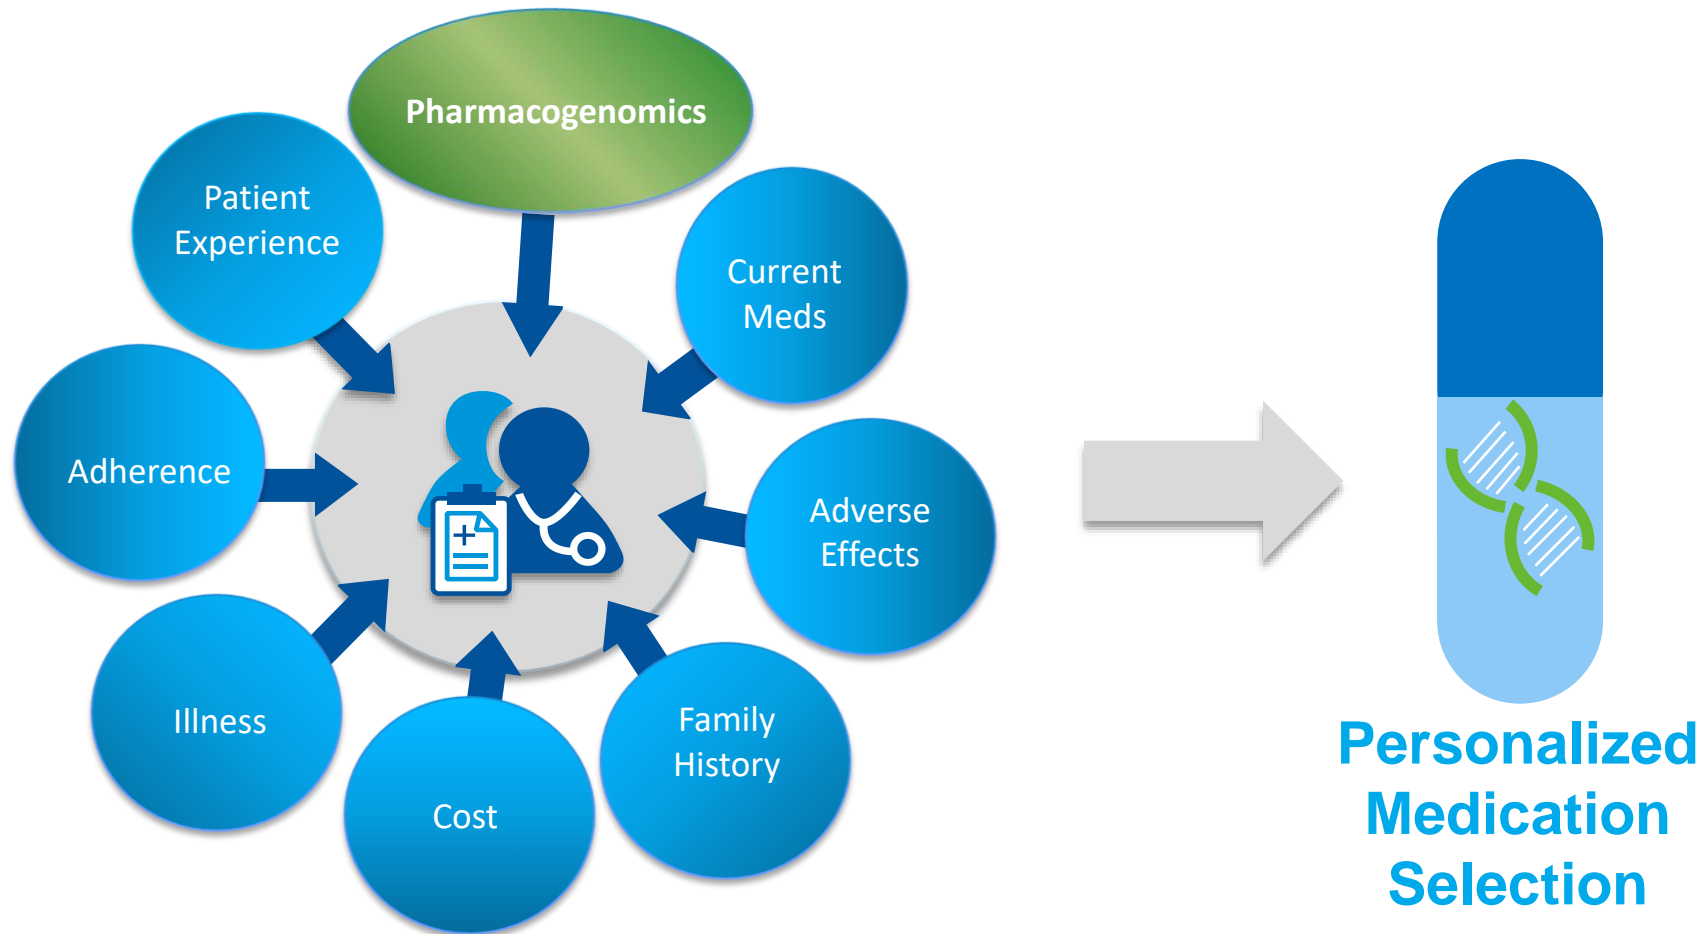 Pharmacogenomics
Patient
Experience
Current
Meds
Adherence
Adverse
Effects
Illness
Family
History
Cost
Personalized
Medication
Selection